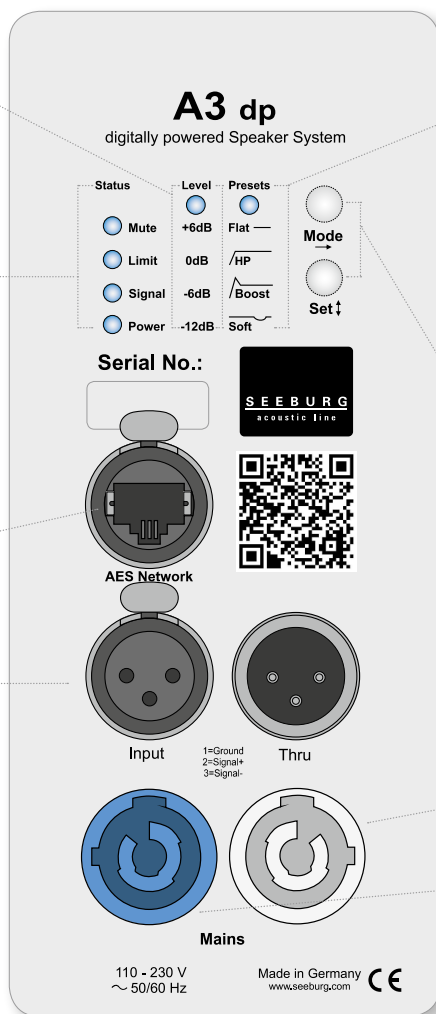 A3 dp
digitally powered Speaker System
Status Level Presets
Mute +6dB Flat
Limit 0dB HP
Signal -6dB Boost
Power -12dB Soft
Mode
Set
Serial No.:
SEEBURG
acoustic line
AES Network
Input
1=Ground
2=Signal+
3=Signal-
Thru
Mains
110 - 230 V
~ 50/60 Hz
Made in Germany
www.seeburg.com
CE